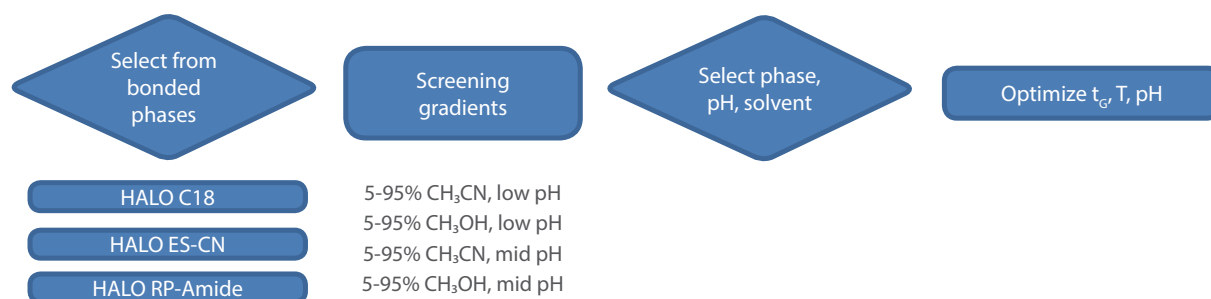 Select from
bonded
phases
Screening
gradients
Select phase,
pH, solvent
Optimize t_G, T, pH
HALO C18
HALO ES-CN
HALO RP-Amide
5-95% CH₃CN, low pH
5-95% CH₃OH, low pH
5-95% CH₃CN, mid pH
5-95% CH₃OH, mid pH